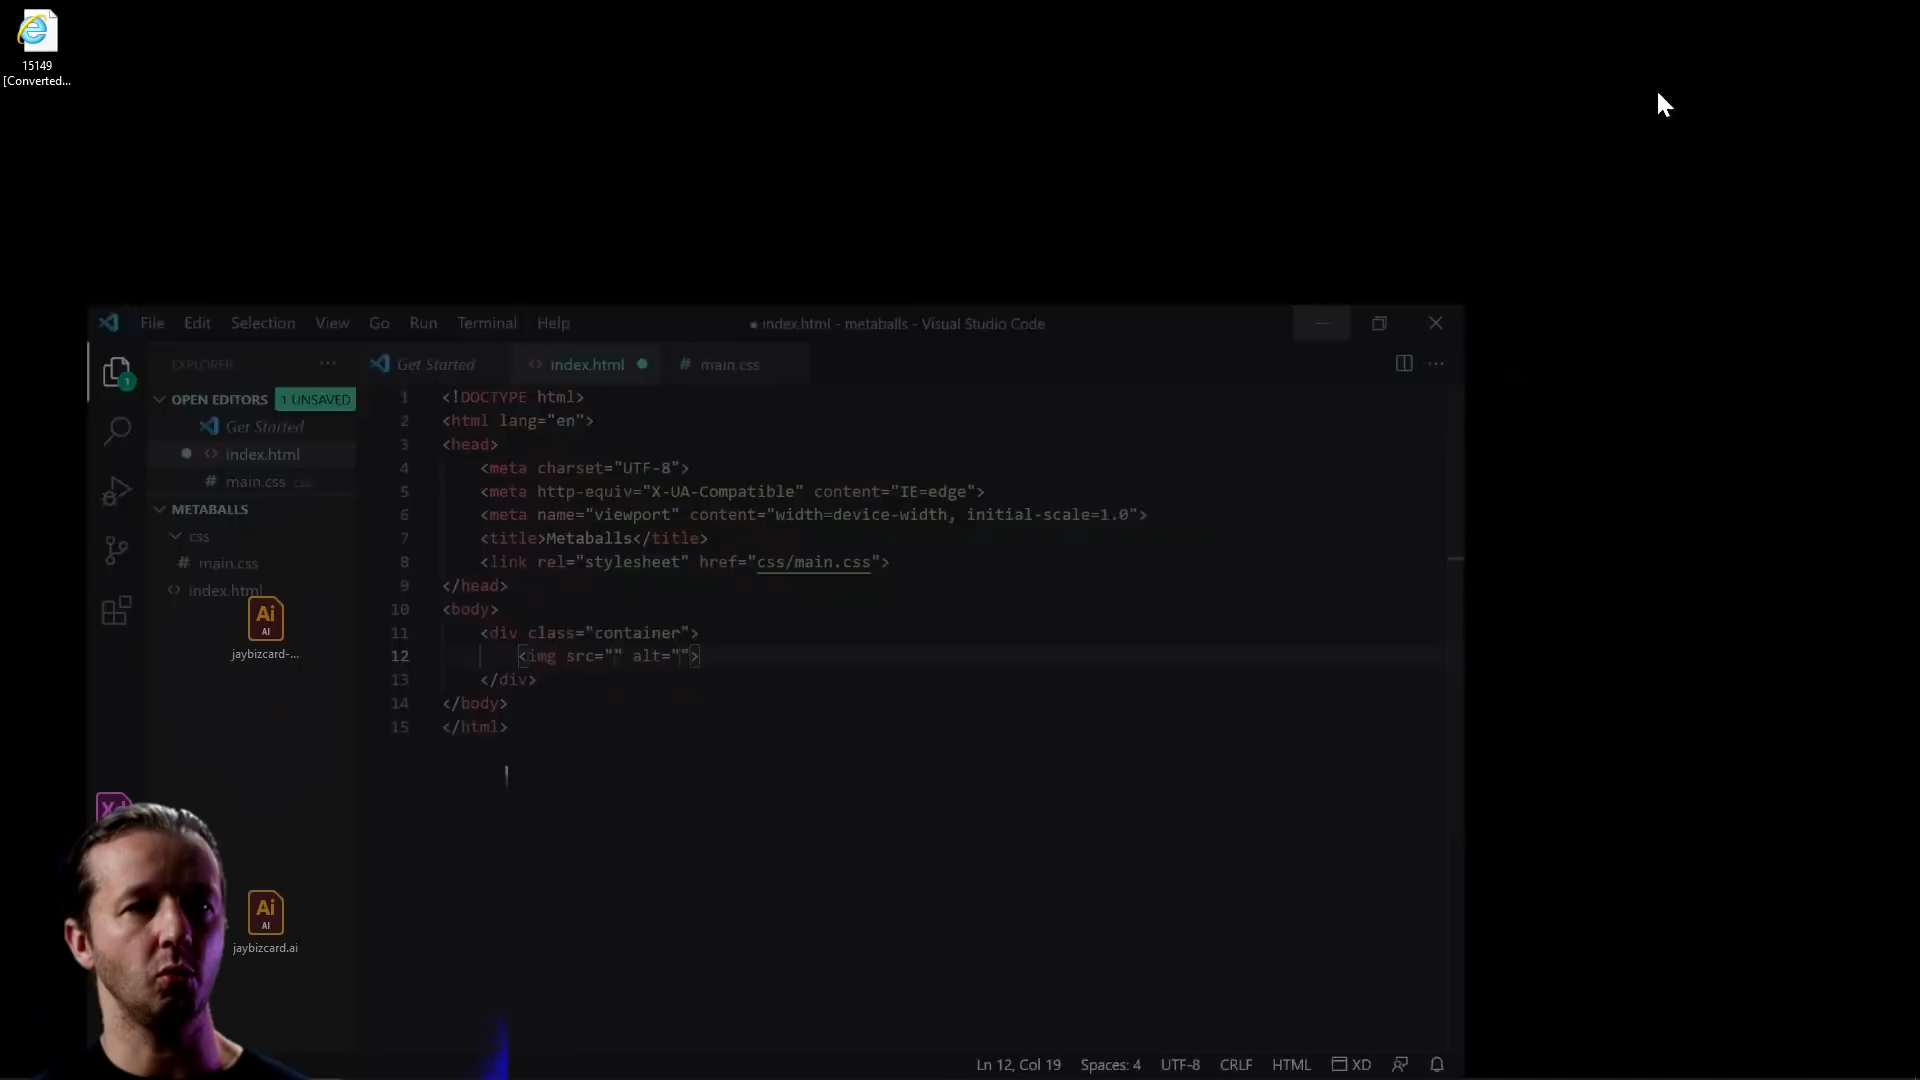 15149
[Converted...
File Edit Selection View Go Run Terminal Help
● index.html - metaballs - Visual Studio Code
EXPLORER
Get Started
index.html
main.css
1
OPEN EDITORS
1 UNSAVED
Get Started
index.html
main.css css
METABALLS
css
main.css
index.html
1 <!DOCTYPE html>
2 <html lang="en">
3 <head>
4 <meta charset="UTF-8">
5 <meta http-equiv="X-UA-Compatible" content="IE=edge">
6 <meta name="viewport" content="width=device-width, initial-scale=1.0">
7 <title>Metaballs</title>
8 <link rel="stylesheet" href="css/main.css">
9 </head>
10 <body>
11 <div class="container">
12 <img src="" alt="">
13 </div>
14 </body>
15 </html>
Ai
AI
jaybizcard-...
Xd
Ai
AI
jaybizcard.ai
Ln 12, Col 19 Spaces: 4 UTF-8 CRLF HTML XD